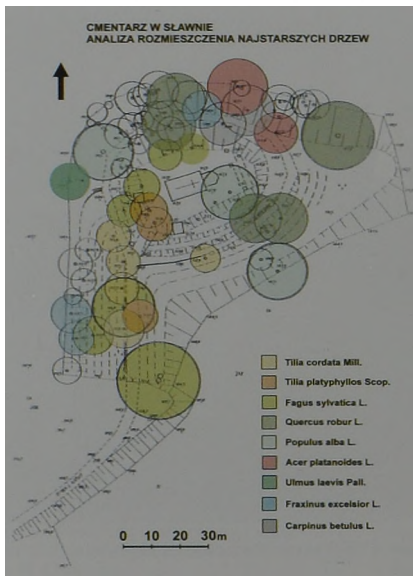 CMENTARZ W SŁAWNIE
ANALIZA ROZMIESZCZENIA NAJSTARSZYCH DRZEW
Tilia cordata Mill.
Tilia platyphyllos Scop.
Fagus sylvatica L.
Quercus robur L.
Populus alba L.
Acer platanoides L.
Ulmus laevis Pall.
Fraxinus excelsior L.
Carpinus betulus L.
0 10 20 30m